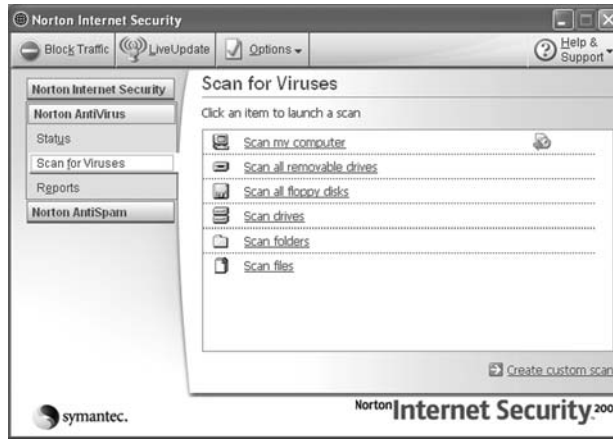 Norton Internet Security
Block Traffic LiveUpdate Options Help & Support
Norton Internet Security
Norton AntiVirus
Status
Scan for Viruses
Reports
Norton AntiSpam
Scan for Viruses
Click an item to launch a scan
Scan my computer
Scan all removable drives
Scan all floppy disks
Scan drives
Scan folders
Scan files
Create custom scan
symantec.
Norton Internet Security 200